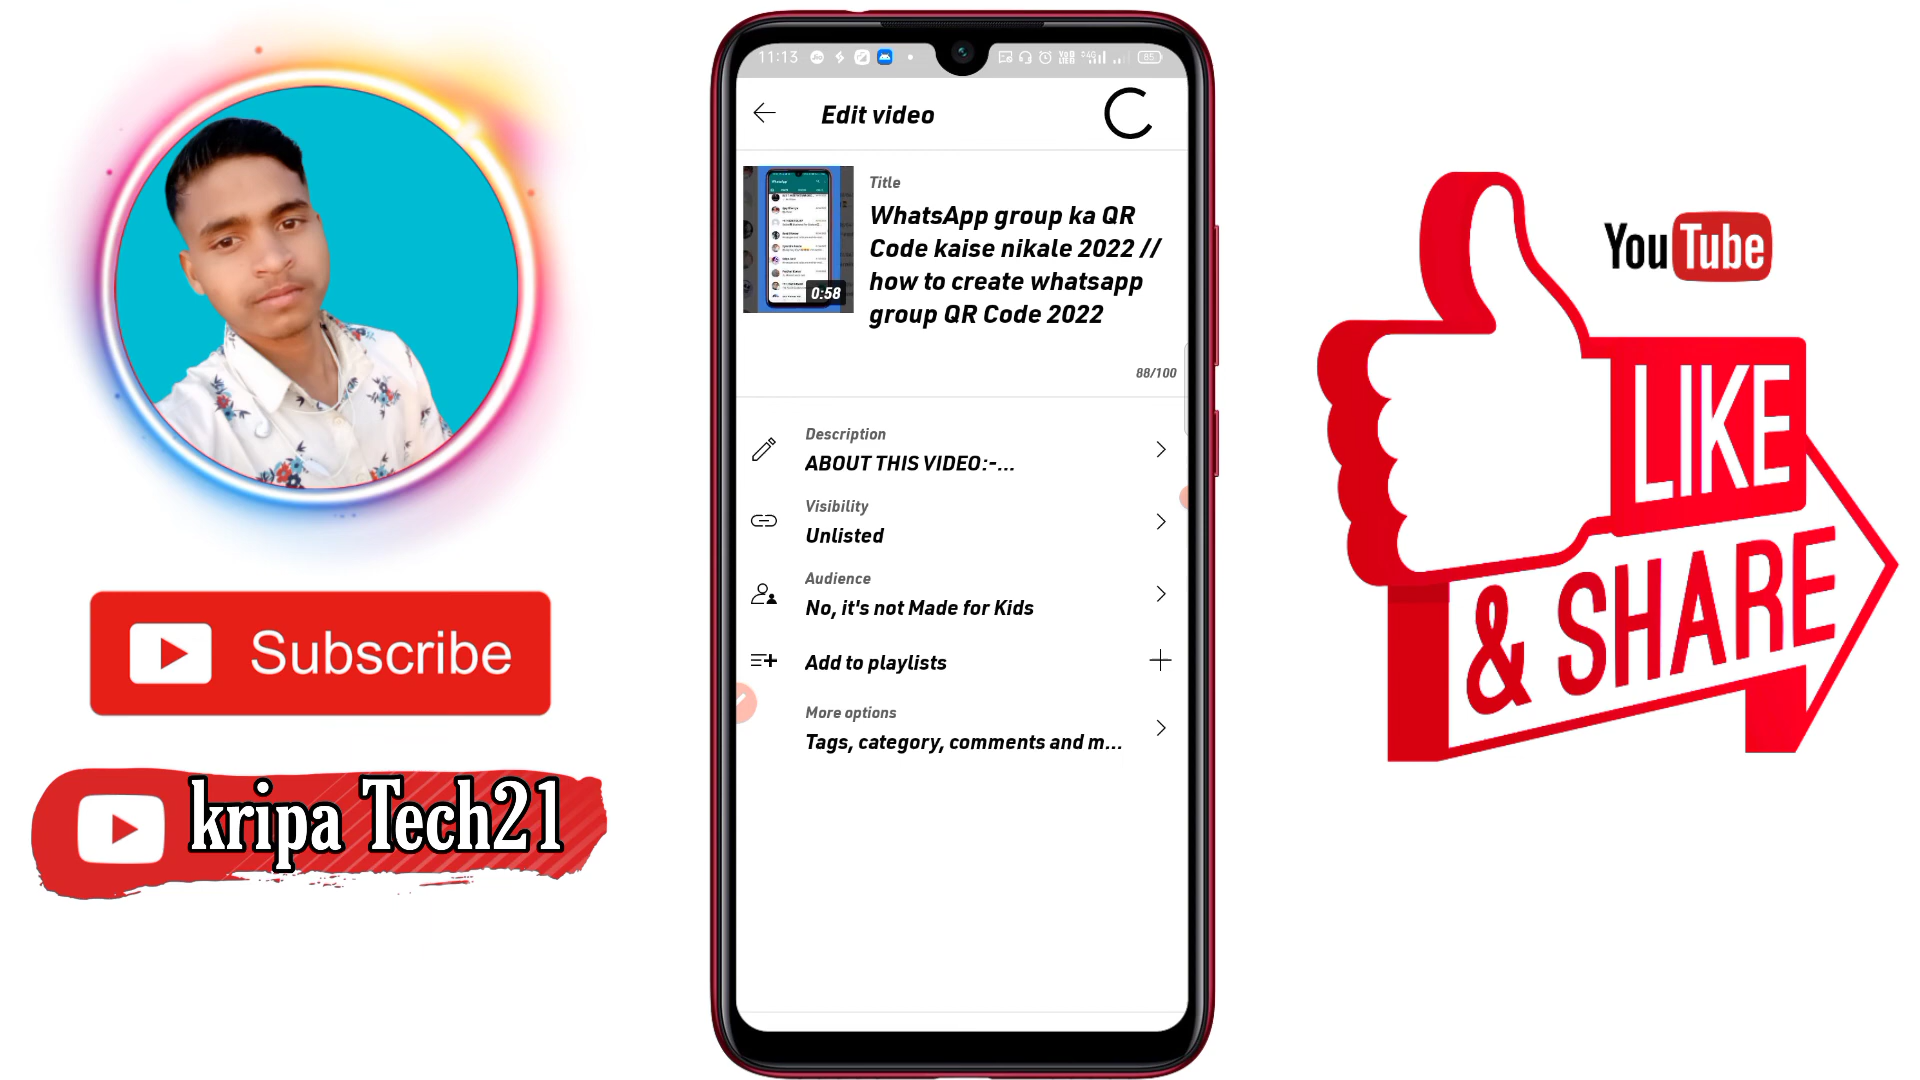 11:13
85
Edit video
Title
WhatsApp group ka QR
Code kaise nikale 2022 //
how to create whatsapp
group QR Code 2022
0:58
88/100
Description
ABOUT THIS VIDEO:-...
Visibility
Unlisted
Audience
No, it's not Made for Kids
Add to playlists
More options
Tags, category, comments and m...
Subscribe
kripa Tech21
YouTube
LIKE
& SHARE